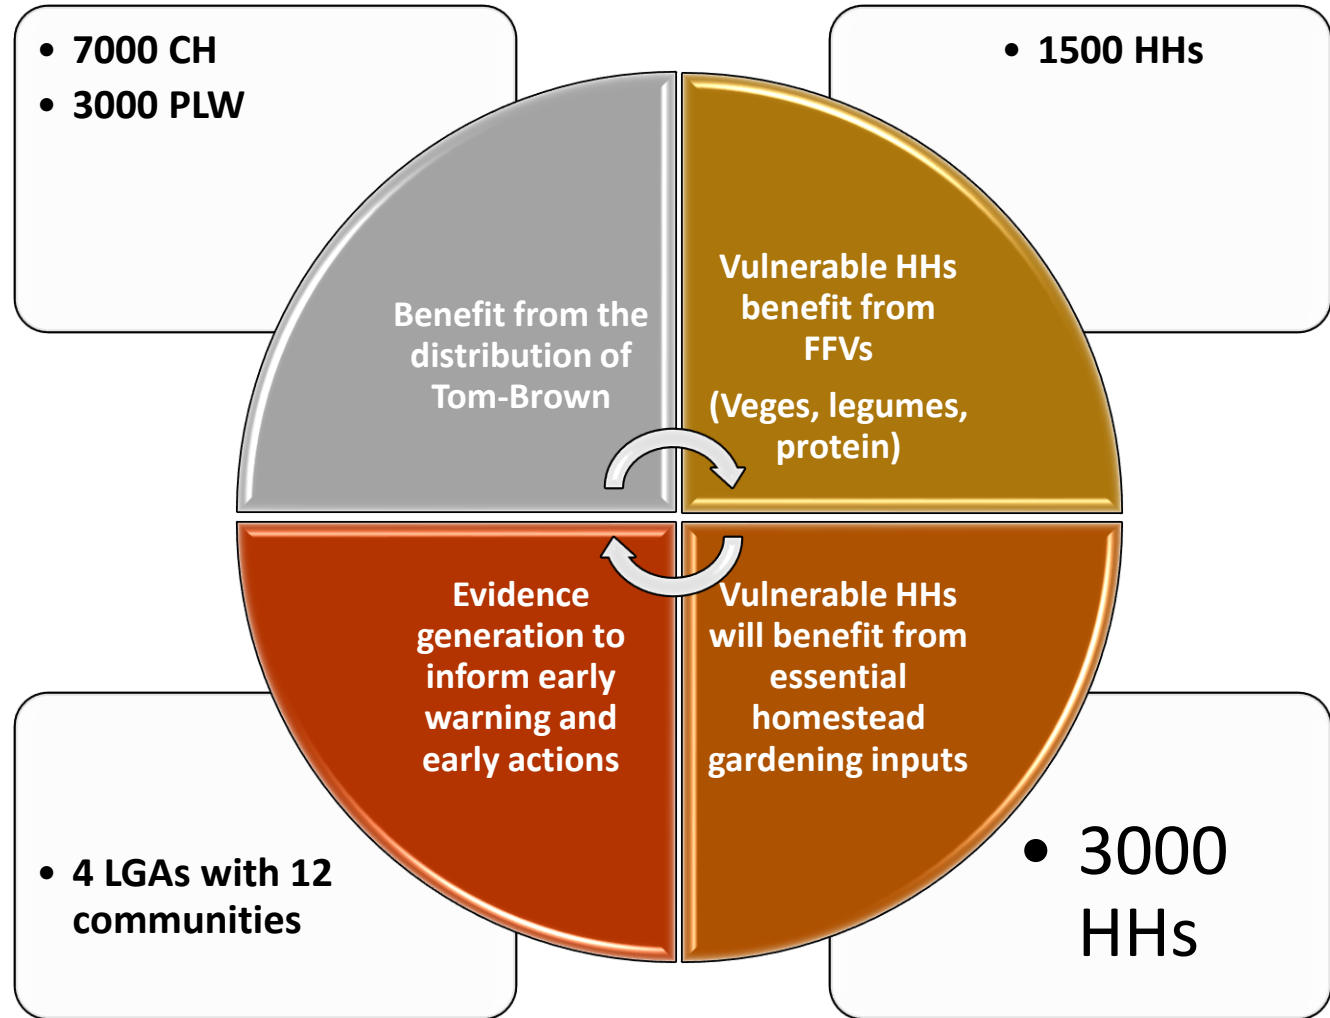 • 7000 CH
• 3000 PLW
• 1500 HHs
Benefit from the
distribution of
Tom-Brown
Vulnerable HHs
benefit from
FFVs
(Veges, legumes,
protein)
Evidence
generation to
inform early
warning and
early actions
Vulnerable HHs
will benefit from
essential
homestead
gardening inputs
• 4 LGAs with 12
communities
• 3000
HHs